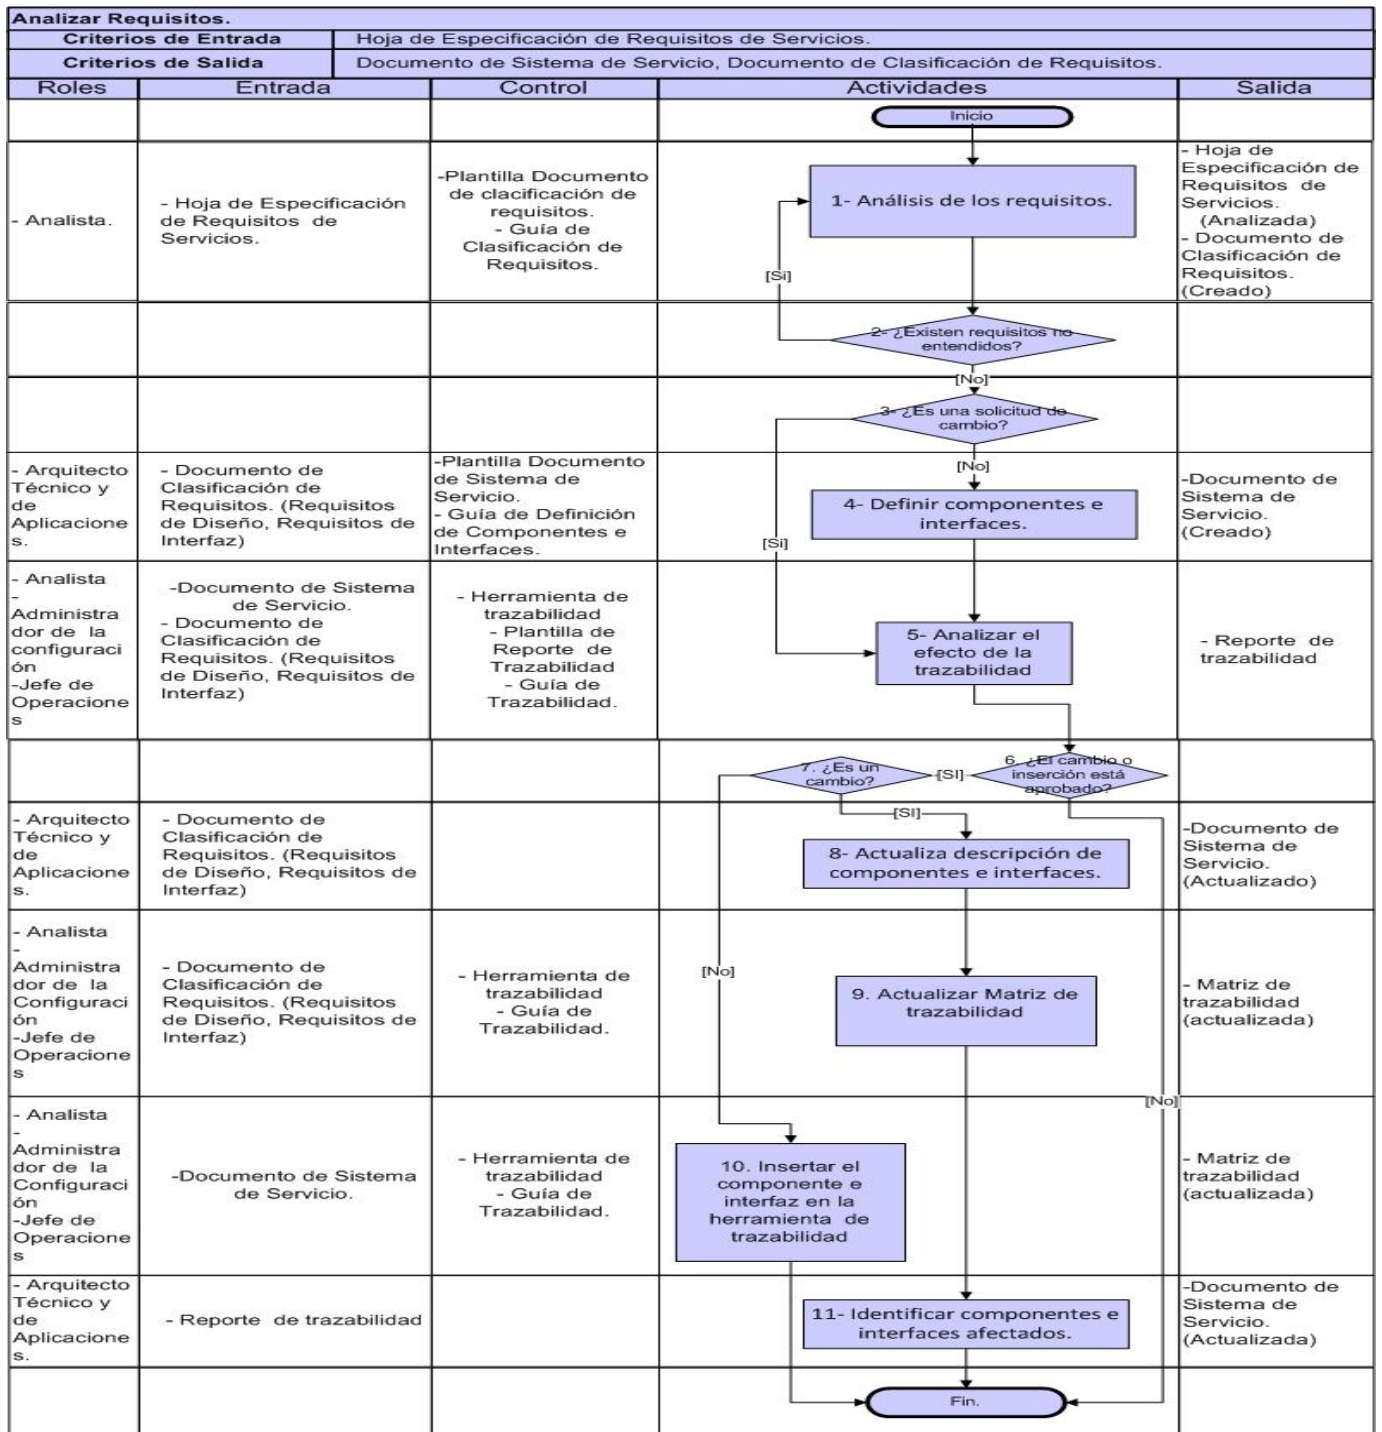 Analizar Requisitos.
Criterios de Entrada
Hoja de Especificación de Requisitos de Servicios.
Criterios de Salida
Documento de Sistema de Servicio, Documento de Clasificación de Requisitos.
Roles
Entrada
Control
Actividades
Salida
Inicio
- Analista.
- Hoja de Especificación
de Requisitos de
Servicios.
-Plantilla Documento
de clacificación de
requisitos.
- Guía de
Clasificación de
Requisitos.
1- Análisis de los requisitos.
[Si]
- Hoja de
Especificación de
Requisitos de
Servicios.
(Analizada)
- Documento de
Clasificación de
Requisitos.
(Creado)
2- ¿Existen requisitos no
entendidos?
[No]
3- ¿Es una solicitud de
cambio?
- Arquitecto
Técnico y
de
Aplicacione
s.
- Documento de
Clasificación de
Requisitos. (Requisitos
de Diseño, Requisitos de
Interfaz)
-Plantilla Documento
de Sistema de
Servicio.
- Guía de Definición
de Componentes e
Interfaces.
[No]
4- Definir componentes e
interfaces.
[Si]
-Documento de
Sistema de
Servicio.
(Creado)
- Analista
-
Administra
dor de la
configuraci
ón
-Jefe de
Operacione
s
-Documento de Sistema
de Servicio.
- Documento de
Clasificación de
Requisitos. (Requisitos
de Diseño, Requisitos de
Interfaz)
- Herramienta de
trazabilidad
- Plantilla de
Reporte de
Trazabilidad
- Guía de
Trazabilidad.
5- Analizar el
efecto de la
trazabilidad
- Reporte de
trazabilidad
7. ¿Es un
cambio?
[SI]
6. ¿El cambio o
inserción está
aprobado?
- Arquitecto
Técnico y
de
Aplicacione
s.
- Documento de
Clasificación de
Requisitos. (Requisitos
de Diseño, Requisitos de
Interfaz)
[SI]
8- Actualiza descripción de
componentes e interfaces.
-Documento de
Sistema de
Servicio.
(Actualizado)
- Analista
-
Administra
dor de la
Configuraci
ón
-Jefe de
Operacione
s
- Documento de
Clasificación de
Requisitos. (Requisitos
de Diseño, Requisitos de
Interfaz)
- Herramienta de
trazabilidad
- Guía de
Trazabilidad.
[No]
9. Actualizar Matriz de
trazabilidad
- Matriz de
trazabilidad
(actualizada)
[No]
- Analista
-
Administra
dor de la
Configuraci
ón
-Jefe de
Operacione
s
-Documento de Sistema
de Servicio.
- Herramienta de
trazabilidad
- Guía de
Trazabilidad.
10. Insertar el
componente e
interfaz en la
herramienta de
trazabilidad
- Matriz de
trazabilidad
(actualizada)
- Arquitecto
Técnico y
de
Aplicacione
s.
- Reporte de trazabilidad
11- Identificar componentes e
interfaces afectados.
-Documento de
Sistema de
Servicio.
(Actualizada)
Fin.